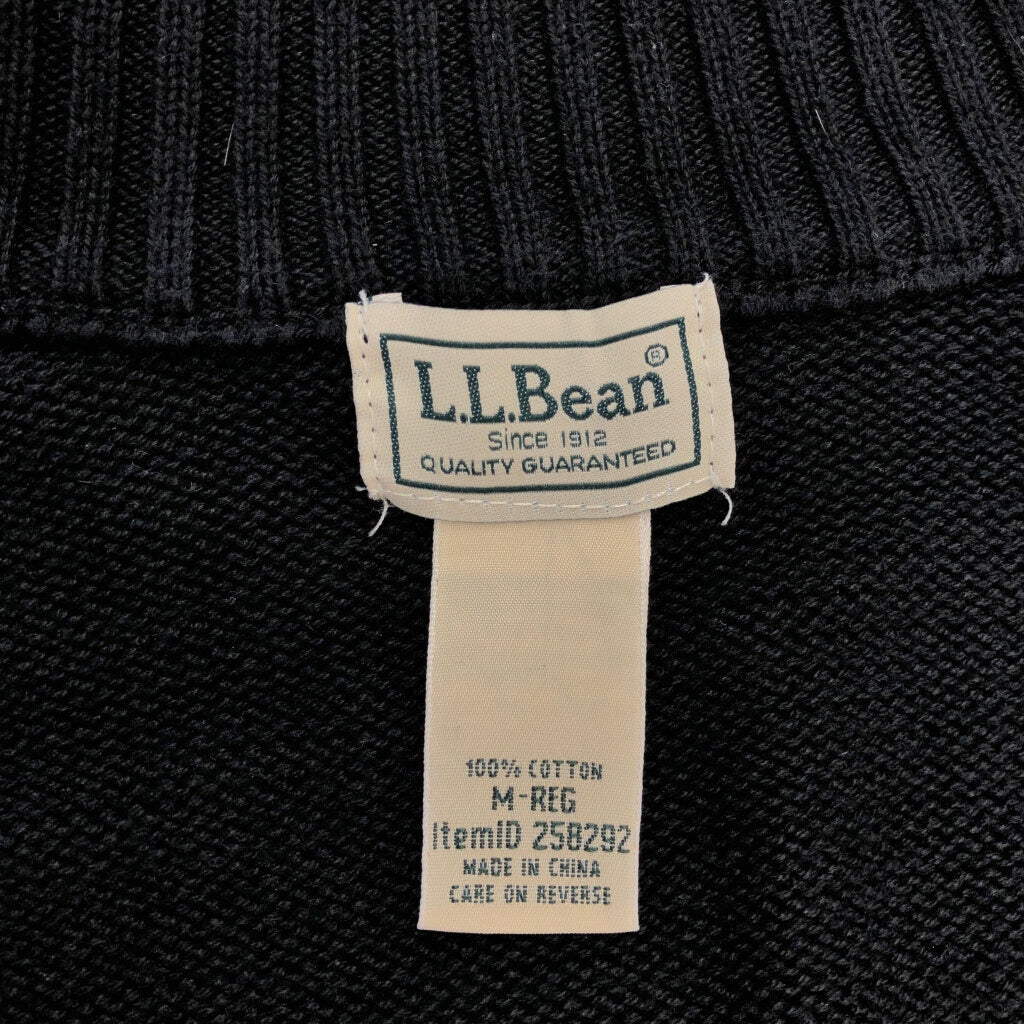 L.L.Bean®
Since 1912
QUALITY GUARANTEED
100% COTTON
M-REG
ItemID 258292
MADE IN CHINA
CARE ON REVERSE